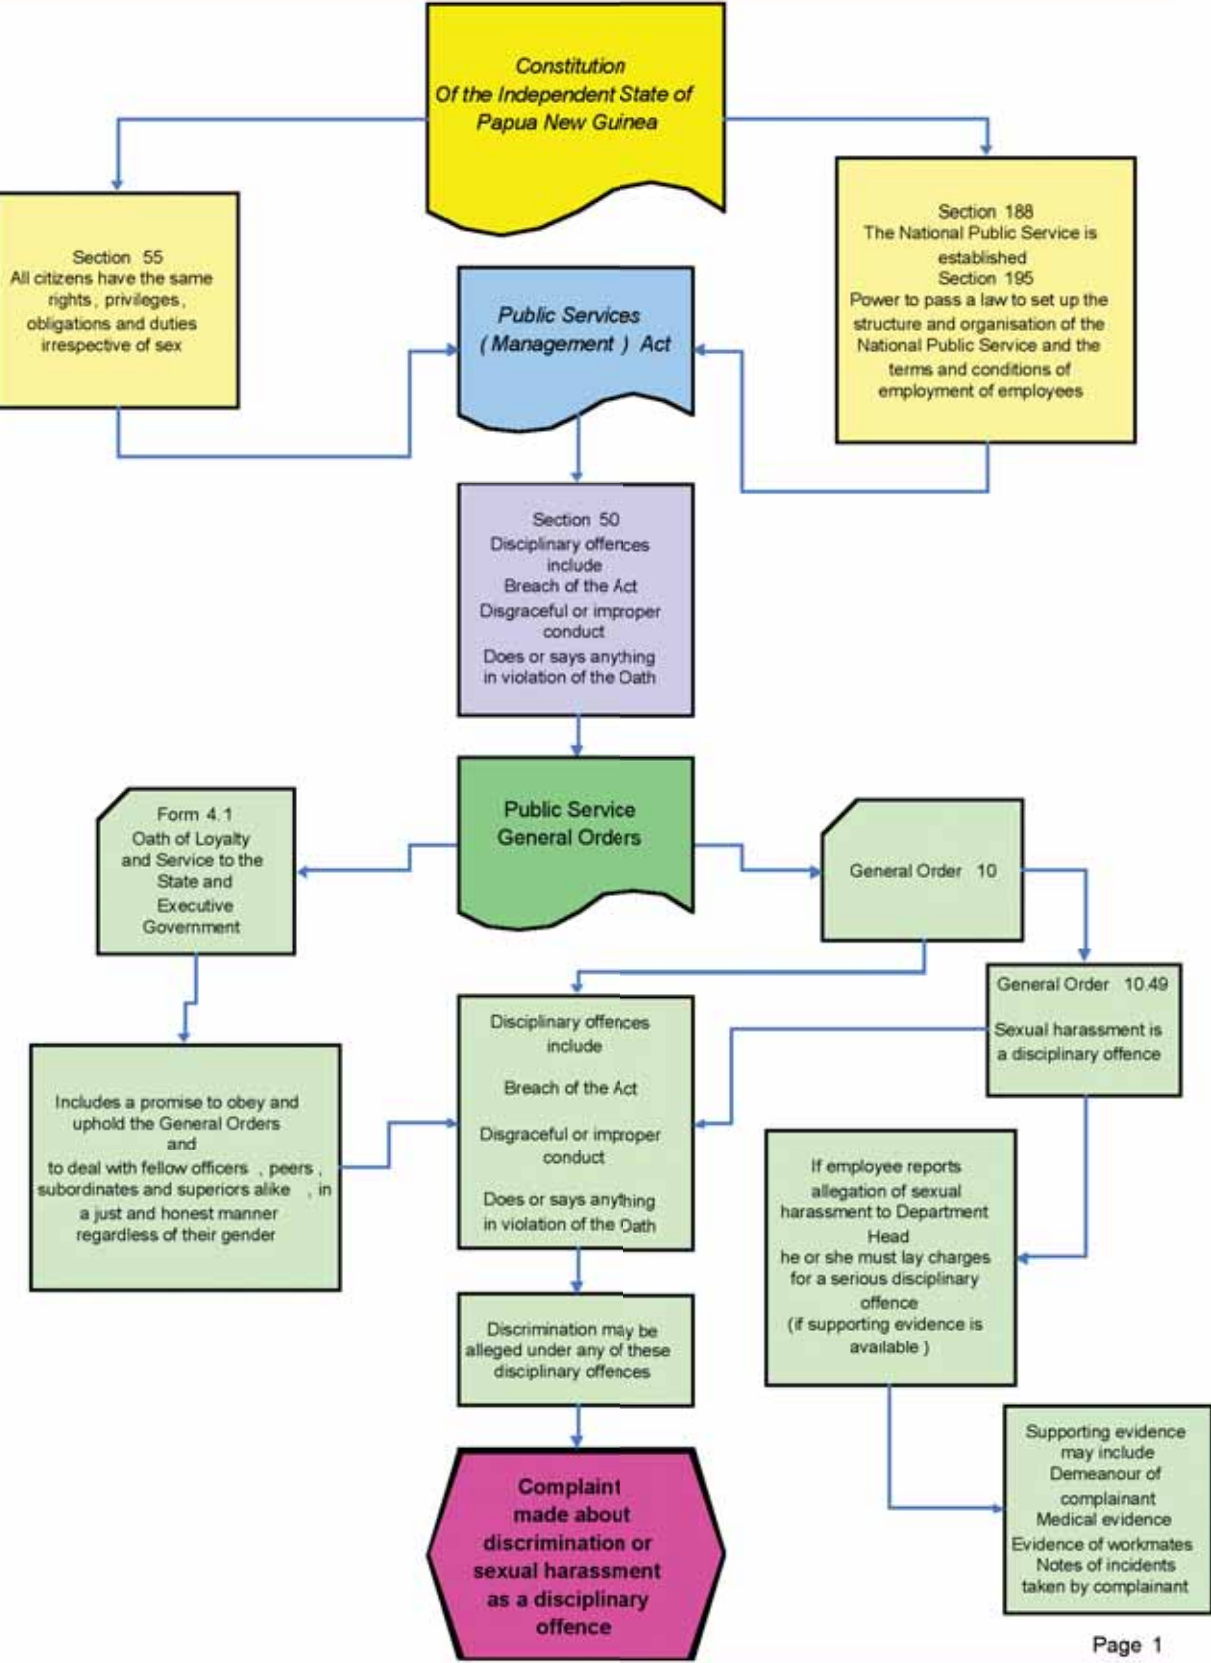 Constitution
Of the Independent State of
Papua New Guinea
Section 55
All citizens have the same
rights, privileges,
obligations and duties
irrespective of sex
Section 188
The National Public Service is
established
Section 195
Power to pass a law to set up the
structure and organisation of the
National Public Service and the
terms and conditions of
employment of employees
Public Services
(Management) Act
Section 50
Disciplinary offences
include
Breach of the Act
Disgraceful or improper
conduct
Does or says anything
in violation of the Oath
Public Service
General Orders
Form 4.1
Oath of Loyalty
and Service to the
State and
Executive
Government
General Order 10
General Order 10.49
Sexual harassment is
a disciplinary offence
Includes a promise to obey and
uphold the General Orders
and
to deal with fellow officers, peers,
subordinates and superiors alike, in
a just and honest manner
regardless of their gender
Disciplinary offences
include
Breach of the Act
Disgraceful or improper
conduct
Does or says anything
in violation of the Oath
If employee reports
allegation of sexual
harassment to Department
Head
he or she must lay charges
for a serious disciplinary
offence
(if supporting evidence is
available)
Discrimination may be
alleged under any of these
disciplinary offences
Supporting evidence
may include
Demeanour of
complainant
Medical evidence
Evidence of workmates
Notes of incidents
taken by complainant
Complaint
made about
discrimination or
sexual harassment
as a disciplinary
offence
Page 1